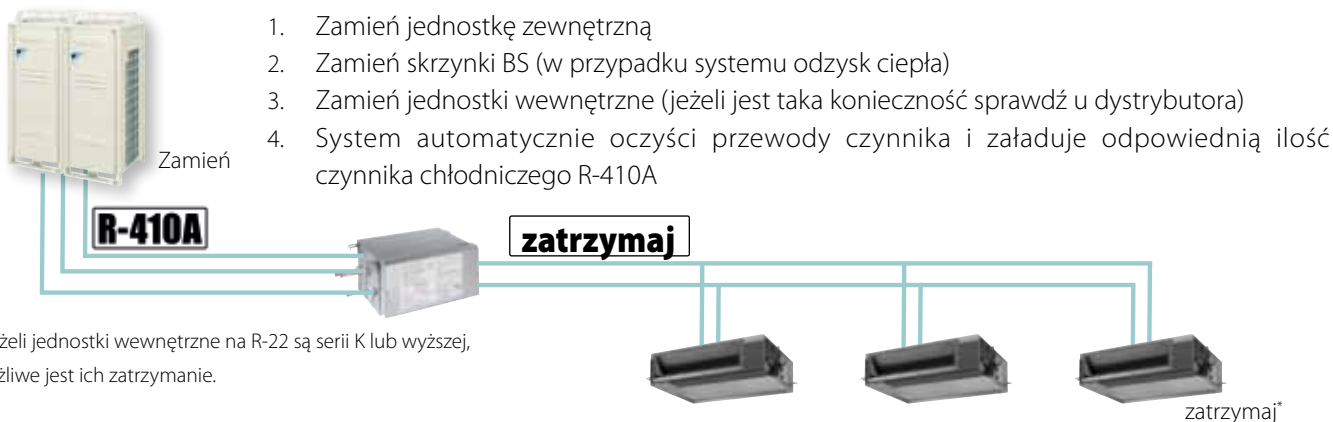 1. Zamień jednostkę zewnętrzną
2. Zamień skrzynki BS (w przypadku systemu odzysk ciepła)
3. Zamień jednostki wewnętrzne (jeżeli jest taka konieczność sprawdź u dystrybutora)
4. System automatycznie oczyści przewody czynnika i załaduje odpowiednią ilość
czynnika chłodniczego R-410A
Zamień
R-410A
zatrzymaj
żeli jednostki wewnętrzne na R-22 są serii K lub wyższej,
żliwe jest ich zatrzymanie.
zatrzymaj*